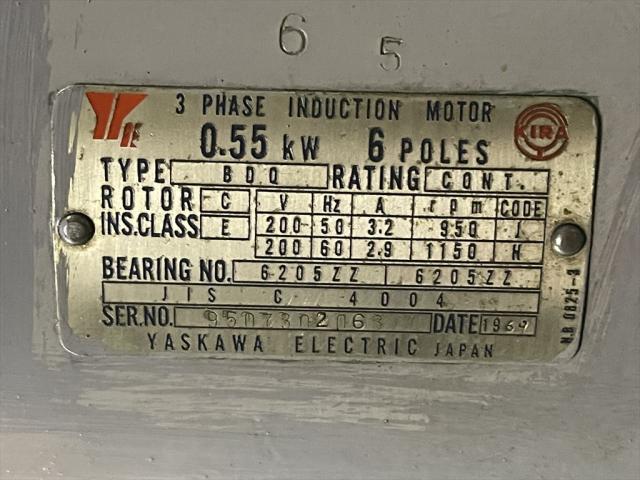 6 5
3 PHASE INDUCTION MOTOR
KIRA
0.55 kW 6 POLES
TYPE BDQ RATING CONT.
ROTOR C V Hz A rpm CODE
INS.CLASS E 200 50 3.2 950 J
200 60 2.9 1150 H
BEARING NO. 6205ZZ 6205ZZ
JIS C 4004
SER.NO. DATE 1969
YASKAWA ELECTRIC JAPAN
N.B 0825-3